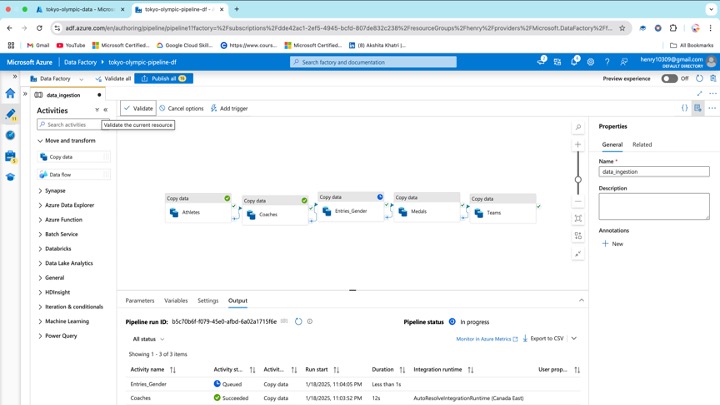 tokyo-olympic-data - Micros
tokyo-olympic-pipeline-df -
adf.azure.com/en/authoring/pipeline/pipeline1?factory=%2Fsubscriptions%2Fdde42ac1-2ef5-4945-bcfd-807de832c238%2FresourceGroups%2Fhenry%2Fproviders%2FMicrosoft.DataFactory%2Ff...
Gmail YouTube Maps Microsoft Certified... Google Cloud Skill... https://www.cours... Microsoft Certified... (8) Akshita Khatri |... All Bookmarks
Microsoft Azure Data Factory tokyo-olympic-pipeline-df Search factory and documentation henry10309@gmail.com
DEFAULT DIRECTORY
Data Factory Validate all Publish all Preview experience Off
data_ingestion
Activities
Validate Cancel options Add trigger
Search activities
Validate the current resource
Move and transform
Copy data
Data flow
Synapse
Azure Data Explorer
Azure Function
Batch Service
Databricks
Data Lake Analytics
General
HDInsight
Iteration & conditionals
Machine Learning
Power Query
Copy data
Athletes
Copy data
Coaches
Copy data
Entries_Gender
Copy data
Medals
Copy data
Teams
Properties
General Related
Name *
data_ingestion
Description
Annotations
New
Parameters Variables Settings Output
Pipeline run ID: b5c70b6f-f079-45e0-afbd-6a02a1715f6e Pipeline status In progress
All status Monitor in Azure Metrics Export to CSV
Showing 1 - 3 of 3 items
Activity name Activity st... Activit... Run start Duration Integration runtime User prop...
Entries_Gender Queued Copy data 1/18/2025, 11:04:05 PM Less than 1s
Coaches Succeeded Copy data 1/18/2025, 11:03:52 PM 12s AutoResolveIntegrationRuntime (Canada East)